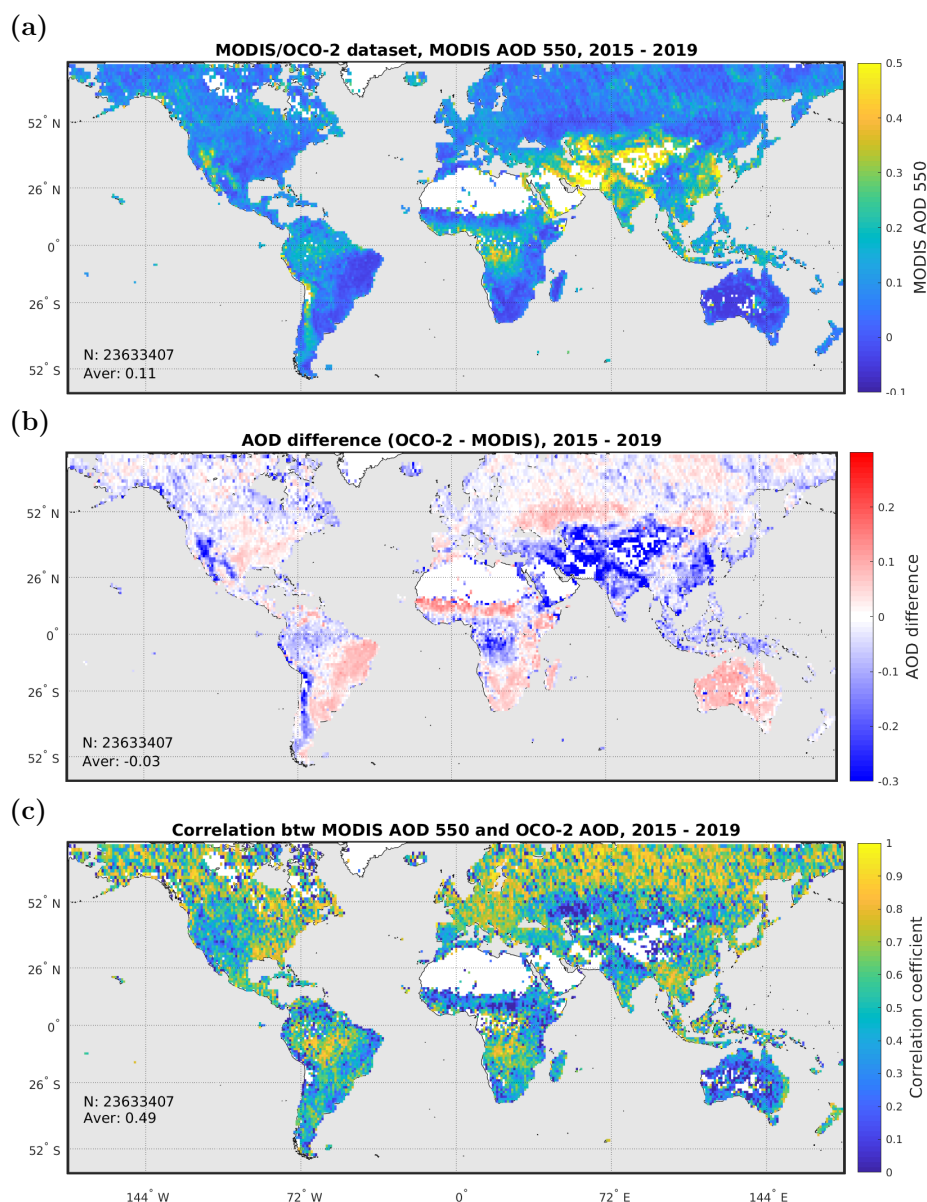 (a)
MODIS/OCO-2 dataset, MODIS AOD 550, 2015 - 2019
52° N
26° N
0°
26° S
52° S
N: 23633407
Aver: 0.11
0.5
0.4
0.3
0.2
0.1
0
-0.1
MODIS AOD 550
(b)
AOD difference (OCO-2 - MODIS), 2015 - 2019
52° N
26° N
0°
26° S
52° S
N: 23633407
Aver: -0.03
0.2
0.1
0
-0.1
-0.2
-0.3
AOD difference
(c)
Correlation btw MODIS AOD 550 and OCO-2 AOD, 2015 - 2019
52° N
26° N
0°
26° S
52° S
N: 23633407
Aver: 0.49
1
0.9
0.8
0.7
0.6
0.5
0.4
0.3
0.2
0.1
0
Correlation coefficient
144° W 72° W 0° 72° E 144° E